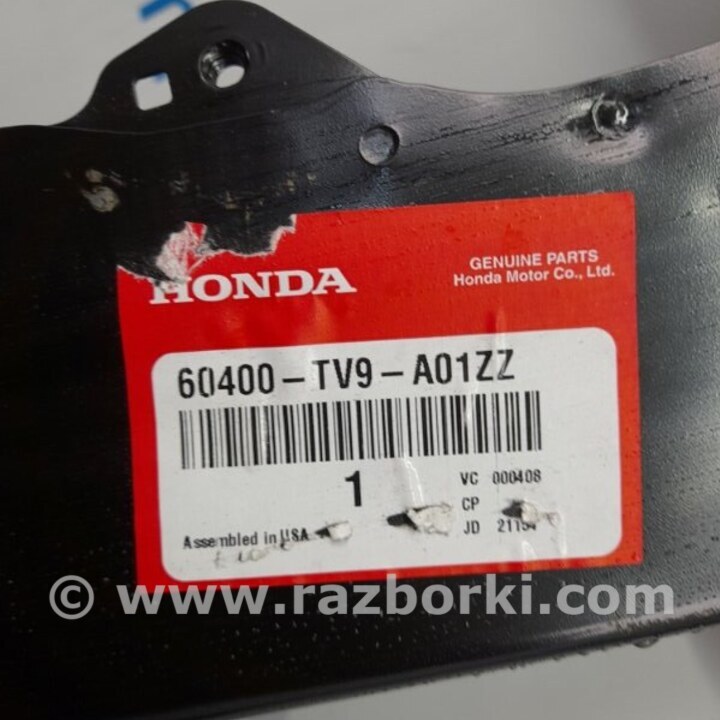 HONDA
GENUINE PARTS
Honda Motor Co., Ltd.
60400-TV9-A01ZZ
1
VC 000408
CP
JD
Assembled in USA
© www.razborki.com